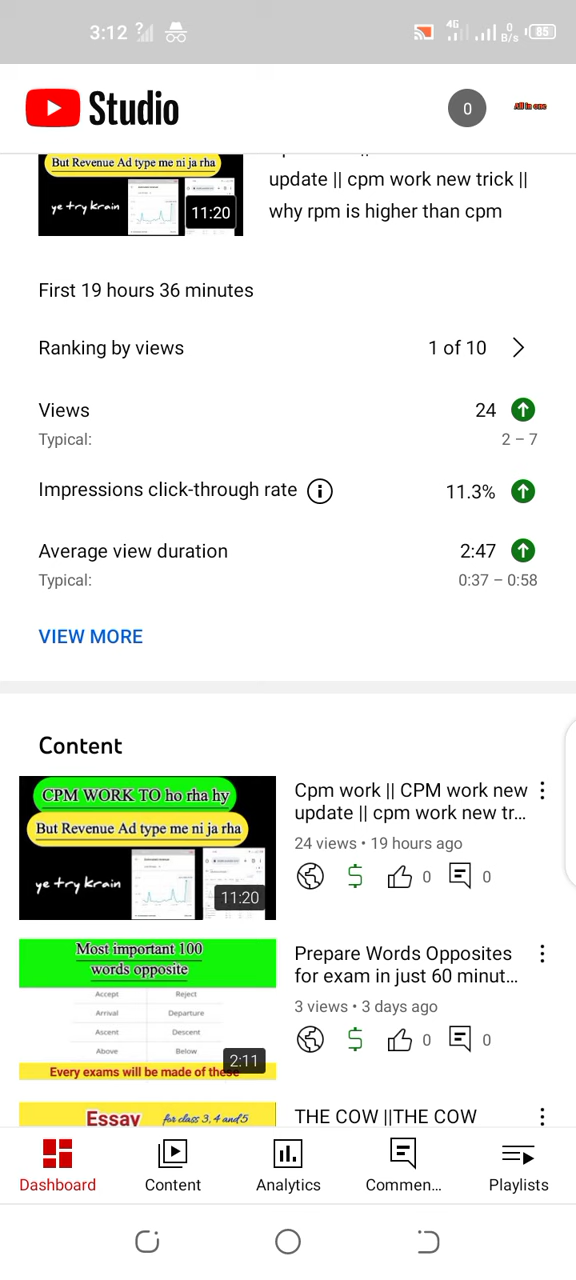 3:12
?
4G
0
B/s
85
Studio
0
All in one
But Revenue Ad type me ni ja rha
ye try krain
11:20
update || cpm work new trick ||
why rpm is higher than cpm
First 19 hours 36 minutes
Ranking by views
1 of 10
Views
24
Typical:
2 – 7
Impressions click-through rate
11.3%
Average view duration
2:47
Typical:
0:37 – 0:58
VIEW MORE
Content
CPM WORK TO ho rha hy
But Revenue Ad type me ni ja rha
ye try krain
11:20
Cpm work || CPM work new
update || cpm work new tr...
24 views • 19 hours ago
0
0
Most important 100
words opposite
Accept Reject
Arrival Departure
Ascent Descent
Above Below
Every exams will be made of these
2:11
Prepare Words Opposites
for exam in just 60 minut...
3 views • 3 days ago
0
0
Essay for class 3, 4 and 5
THE COW ||THE COW
Dashboard
Content
Analytics
Commen...
Playlists